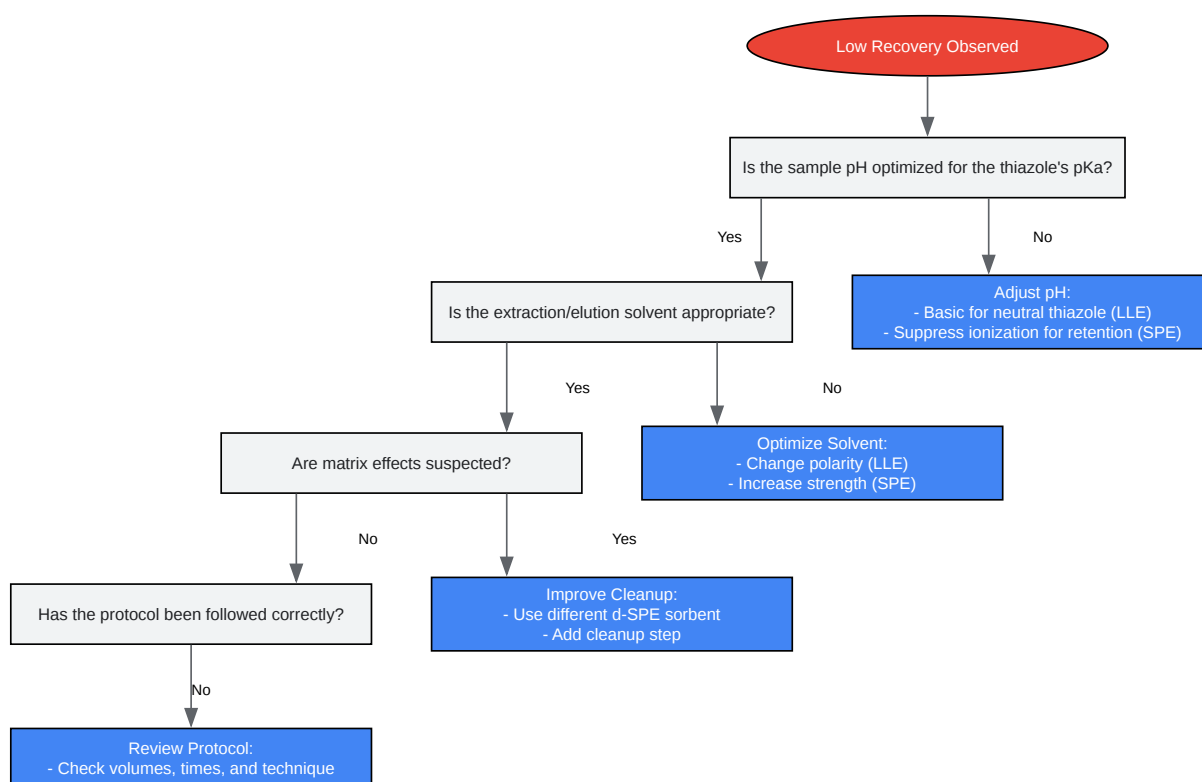 Low Recovery Observed
Is the sample pH optimized for the thiazole's pKa?
Yes
No
Is the extraction/elution solvent appropriate?
Adjust pH:
- Basic for neutral thiazole (LLE)
- Suppress ionization for retention (SPE)
Yes
No
Are matrix effects suspected?
Optimize Solvent:
- Change polarity (LLE)
- Increase strength (SPE)
No
Yes
Has the protocol been followed correctly?
Improve Cleanup:
- Use different d-SPE sorbent
- Add cleanup step
No
Review Protocol:
- Check volumes, times, and technique